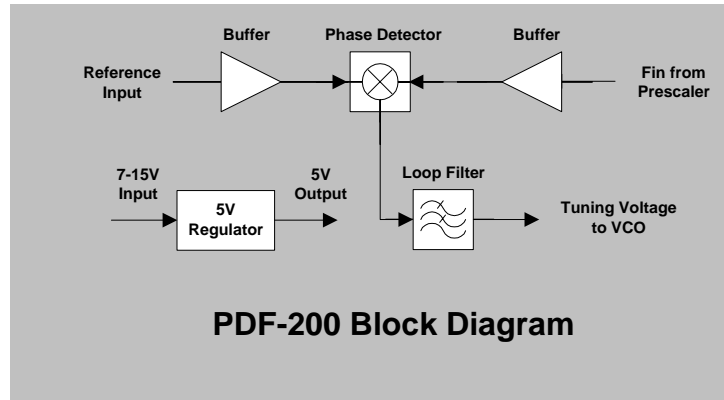 Buffer
Phase Detector
Buffer
Reference
Input
Fin from
Prescaler
7-15V
Input
5V
Output
Loop Filter
5V
Regulator
Tuning Voltage
to VCO
PDF-200 Block Diagram